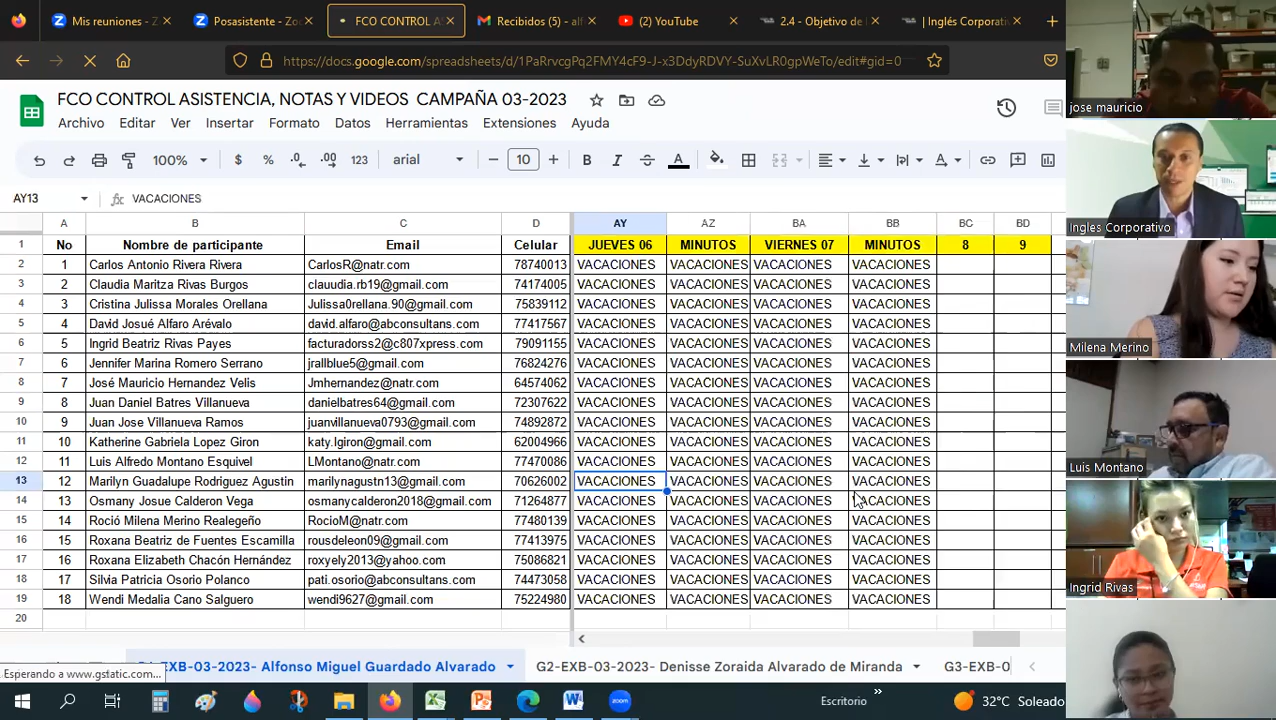 Mis reuniones - Z
Posasistente - Zoo
FCO CONTROL AS
Recibidos (5) - alf
(2) YouTube
2.4 - Objetivo de
| Inglés Corporativ
https://docs.google.com/spreadsheets/d/1PaRrvcgPq2FMY4cF9-J-x3DdyRDVY-SuXvLR0gpWeTo/edit#gid=0
FCO CONTROL ASISTENCIA, NOTAS Y VIDEOS CAMPAÑA 03-2023
Archivo Editar Ver Insertar Formato Datos Herramientas Extensiones Ayuda
100% $ % .0 .00 123 arial 10 B I A
AY13 fx VACACIONES
A B C D AY AZ BA BB BC BD
1 No Nombre de participante Email Celular JUEVES 06 MINUTOS VIERNES 07 MINUTOS 8 9
2 1 Carlos Antonio Rivera Rivera CarlosR@natr.com 78740013 VACACIONES VACACIONES VACACIONES VACACIONES
3 2 Claudia Maritza Rivas Burgos clauudia.rb19@gmail.com 74174005 VACACIONES VACACIONES VACACIONES VACACIONES
4 3 Cristina Julissa Morales Orellana Julissa0rellana.90@gmail.com 75839112 VACACIONES VACACIONES VACACIONES VACACIONES
5 4 David Josué Alfaro Arévalo david.alfaro@abconsultans.com 77417567 VACACIONES VACACIONES VACACIONES VACACIONES
6 5 Ingrid Beatriz Rivas Payes facturadorss2@c807xpress.com 79091155 VACACIONES VACACIONES VACACIONES VACACIONES
7 6 Jennifer Marina Romero Serrano jrallblue5@gmail.com 76824276 VACACIONES VACACIONES VACACIONES VACACIONES
8 7 José Mauricio Hernandez Velis Jmhernandez@natr.com 64574062 VACACIONES VACACIONES VACACIONES VACACIONES
9 8 Juan Daniel Batres Villanueva danielbatres64@gmail.com 72307622 VACACIONES VACACIONES VACACIONES VACACIONES
10 9 Juan Jose Villanueva Ramos juanvillanueva0793@gmail.com 74892872 VACACIONES VACACIONES VACACIONES VACACIONES
11 10 Katherine Gabriela Lopez Giron katy.lgiron@gmail.com 62004966 VACACIONES VACACIONES VACACIONES VACACIONES
12 11 Luis Alfredo Montano Esquivel LMontano@natr.com 77470086 VACACIONES VACACIONES VACACIONES VACACIONES
13 12 Marilyn Guadalupe Rodriguez Agustin marilynagustn13@gmail.com 70626002 VACACIONES VACACIONES VACACIONES VACACIONES
14 13 Osmany Josue Calderon Vega osmanycalderon2018@gmail.com 71264877 VACACIONES VACACIONES VACACIONES VACACIONES
15 14 Roció Milena Merino Realegeño RocioM@natr.com 77480139 VACACIONES VACACIONES VACACIONES VACACIONES
16 15 Roxana Beatriz de Fuentes Escamilla rousdeleon09@gmail.com 77413975 VACACIONES VACACIONES VACACIONES VACACIONES
17 16 Roxana Elizabeth Chacón Hernández roxyely2013@yahoo.com 75086821 VACACIONES VACACIONES VACACIONES VACACIONES
18 17 Silvia Patricia Osorio Polanco pati.osorio@abconsultans.com 74473058 VACACIONES VACACIONES VACACIONES VACACIONES
19 18 Wendi Medalia Cano Salguero wendi9627@gmail.com 75224980 VACACIONES VACACIONES VACACIONES VACACIONES
20
EXB-03-2023- Alfonso Miguel Guardado Alvarado G2-EXB-03-2023- Denisse Zoraida Alvarado de Miranda G3-EXB-0
Esperando a www.gstatic.com...
Escritorio » 32°C Soleado
jose mauricio
Ingles Corporativo
Milena Merino
Luis Montano
Ingrid Rivas